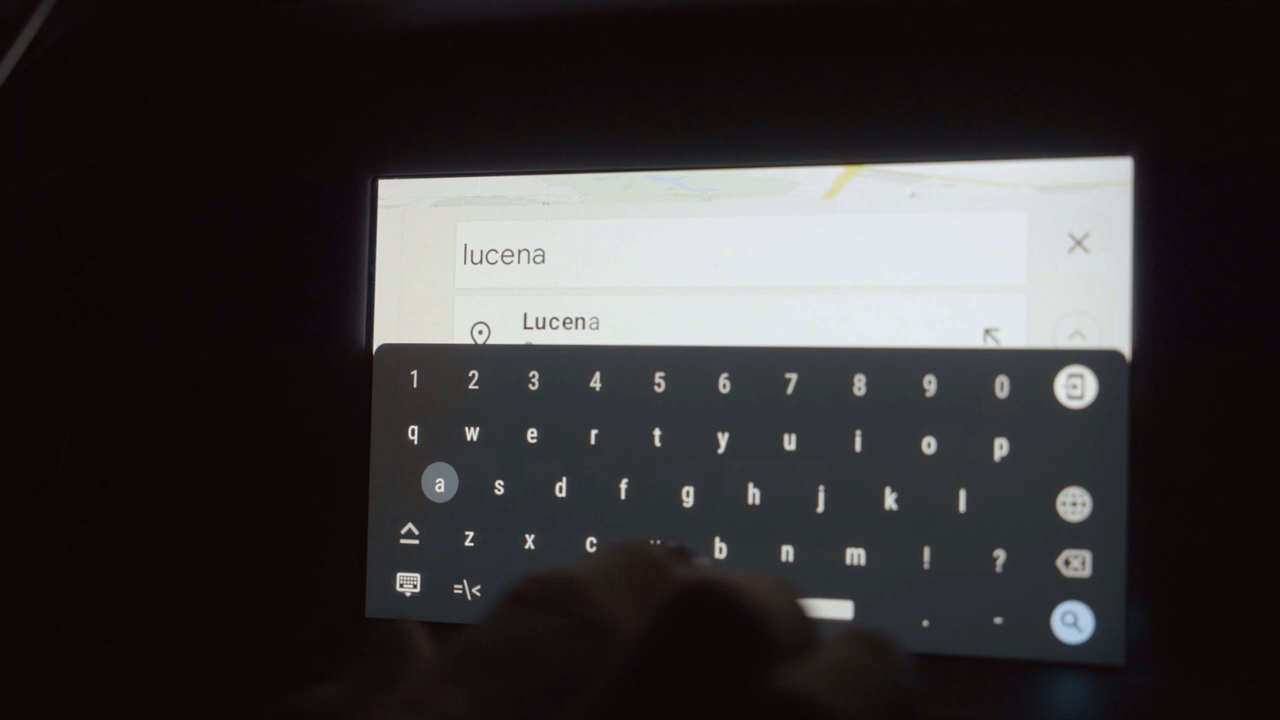 lucena
Lucena
1 2 3 4 5 6 7 8 9 0
q w e r t y u i o p
a s d f g h j k l
z x c b n m ! ?
=\< . -